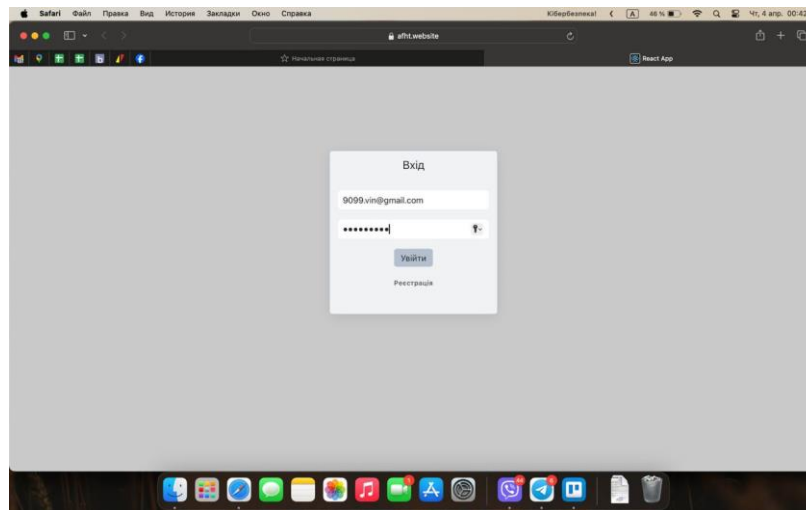 Safari Файл Правка Вид История Закладки Окно Справка Кібербезпека! A 46 % Чт, 4 апр. 00:42
afht.website
Начальная страница React App
Вхід
9099.vin@gmail.com
•••••••••
Увійти
Реєстрація